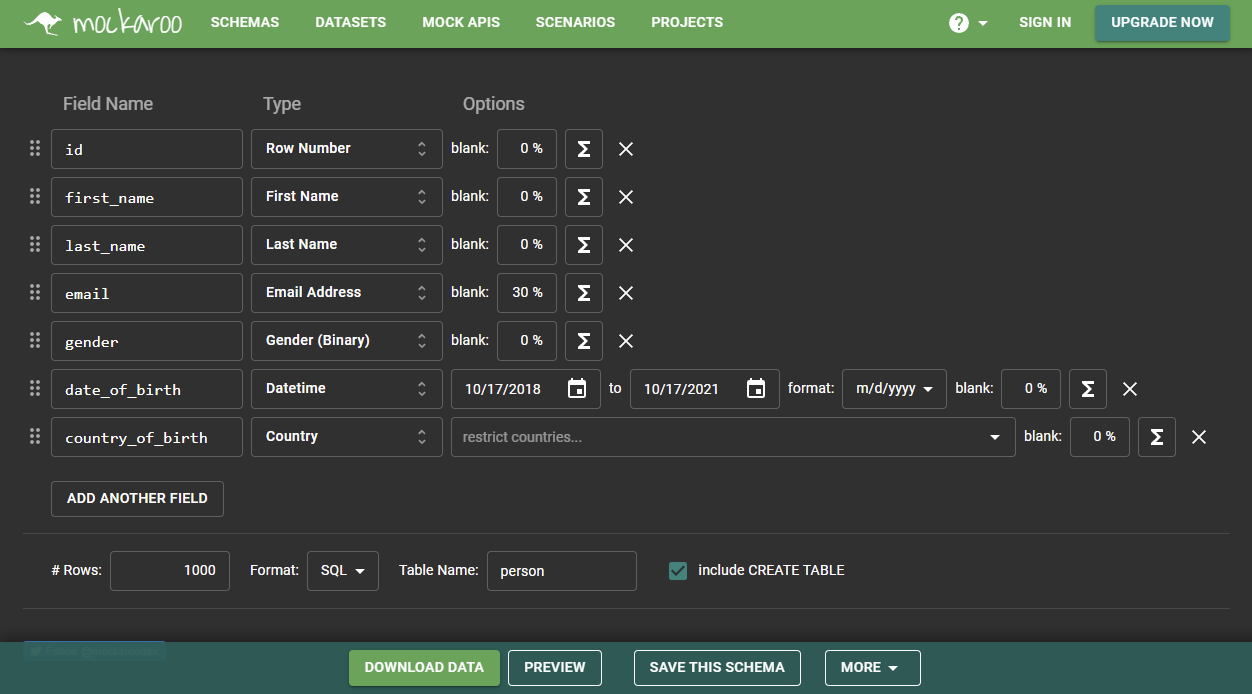 mockaroo SCHEMAS DATASETS MOCK APIS SCENARIOS PROJECTS ? SIGN IN UPGRADE NOW
Field Name Type Options
id Row Number blank: 0 % Σ
first_name First Name blank: 0 % Σ
last_name Last Name blank: 0 % Σ
email Email Address blank: 30 % Σ
gender Gender (Binary) blank: 0 % Σ
date_of_birth Datetime 10/17/2018 to 10/17/2021 format: m/d/yyyy blank: 0 % Σ
country_of_birth Country restrict countries... blank: 0 % Σ
ADD ANOTHER FIELD
# Rows: 1000 Format: SQL Table Name: person include CREATE TABLE
DOWNLOAD DATA PREVIEW SAVE THIS SCHEMA MORE